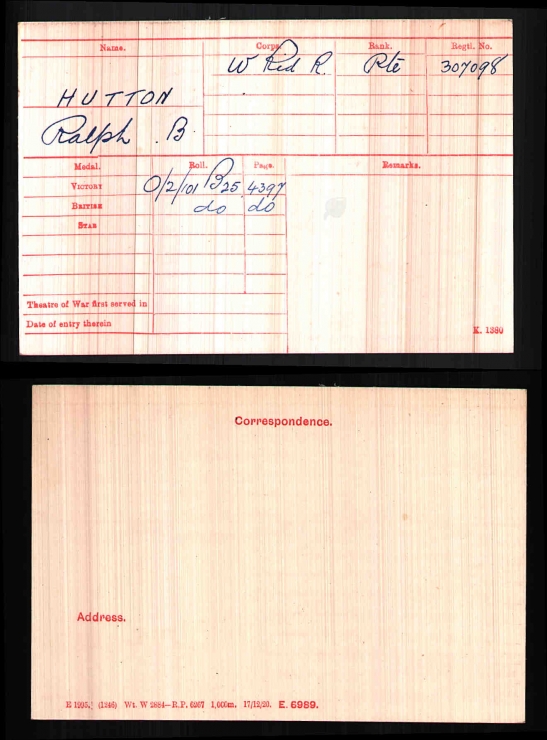 Name. Corps. Rank. Regtl. No.
W Rid R. Pte 307098
HUTTON
Ralph . B.
Medal. Roll. Page. Remarks.
VICTORY O/2/101 B25 4397
BRITISH do do
STAR
Theatre of War first served in
Date of entry therein
K. 1380
Correspondence.
Address.
E 1995. (1246) Wt. W 2884—R.P. 6267 1,000m. 17/12/20. E. 6989.